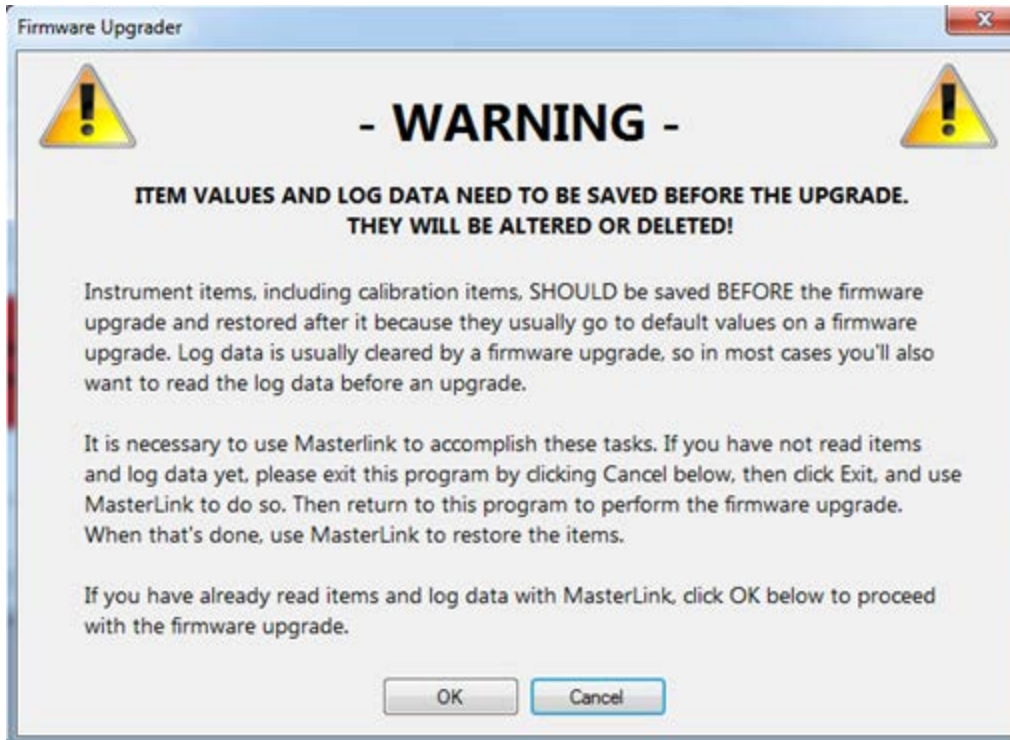 Firmware Upgrader
- WARNING -
ITEM VALUES AND LOG DATA NEED TO BE SAVED BEFORE THE UPGRADE.
THEY WILL BE ALTERED OR DELETED!
Instrument items, including calibration items, SHOULD be saved BEFORE the firmware
upgrade and restored after it because they usually go to default values on a firmware
upgrade. Log data is usually cleared by a firmware upgrade, so in most cases you'll also
want to read the log data before an upgrade.
It is necessary to use Masterlink to accomplish these tasks. If you have not read items
and log data yet, please exit this program by clicking Cancel below, then click Exit, and use
MasterLink to do so. Then return to this program to perform the firmware upgrade.
When that's done, use MasterLink to restore the items.
If you have already read items and log data with MasterLink, click OK below to proceed
with the firmware upgrade.
OK Cancel